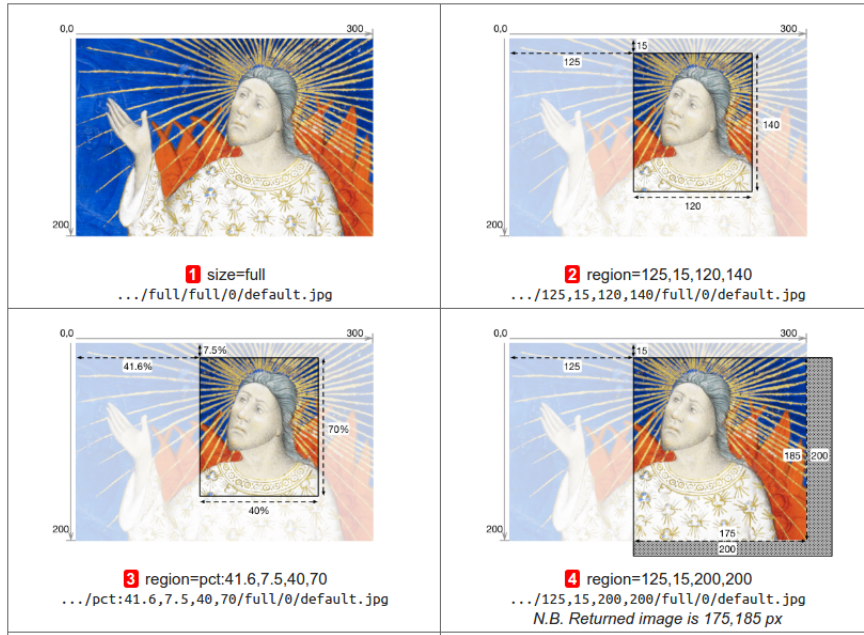 0,0
300
200
1 size=full
.../full/full/0/default.jpg
0,0
300
15
125
140
120
200
2 region=125,15,120,140
.../125,15,120,140/full/0/default.jpg
0,0
300
7.5%
41.6%
70%
40%
200
3 region=pct:41.6,7.5,40,70
.../pct:41.6,7.5,40,70/full/0/default.jpg
0,0
300
15
125
185 200
175
200
200
4 region=125,15,200,200
.../125,15,200,200/full/0/default.jpg
N.B. Returned image is 175,185 px